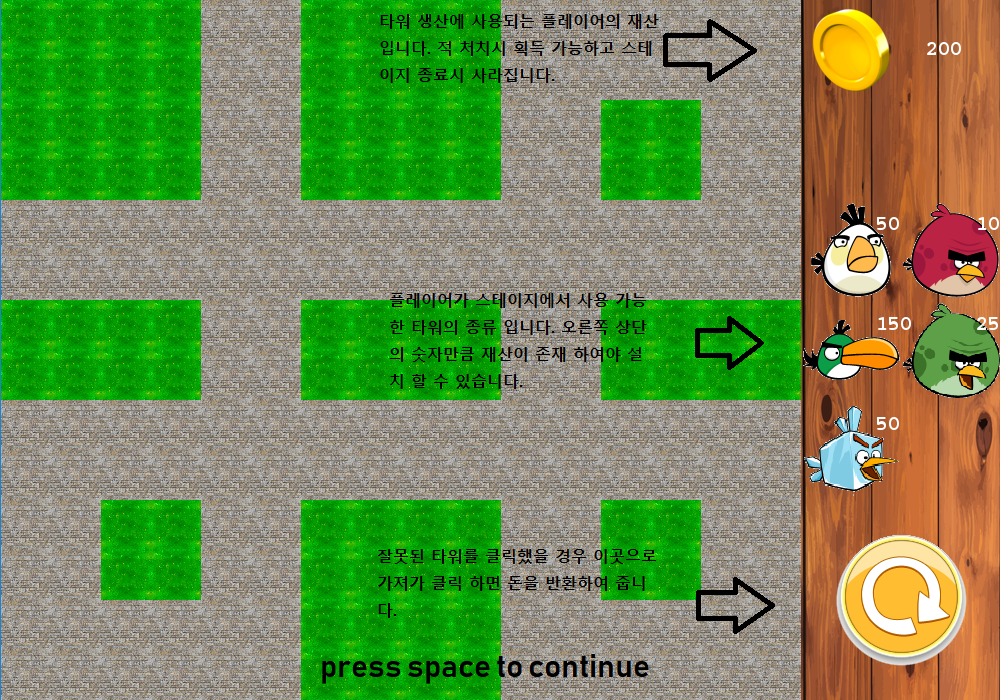 타워 생산에 사용되는 플레이어의 재산
입니다. 적 처치시 획득 가능하고 스테
이지 종료시 사라집니다.
200
50
10
플레이어가 스테이지에서 사용 가능
한 타워의 종류 입니다. 오른쪽 상단
의 숫자만큼 재산이 존재 하여야 설
치 할 수 있습니다.
150
25
50
잘못된 타워를 클릭했을 경우 이곳으로
가져가 클릭 하면 돈을 반환하여 줍니
다.
press space to continue